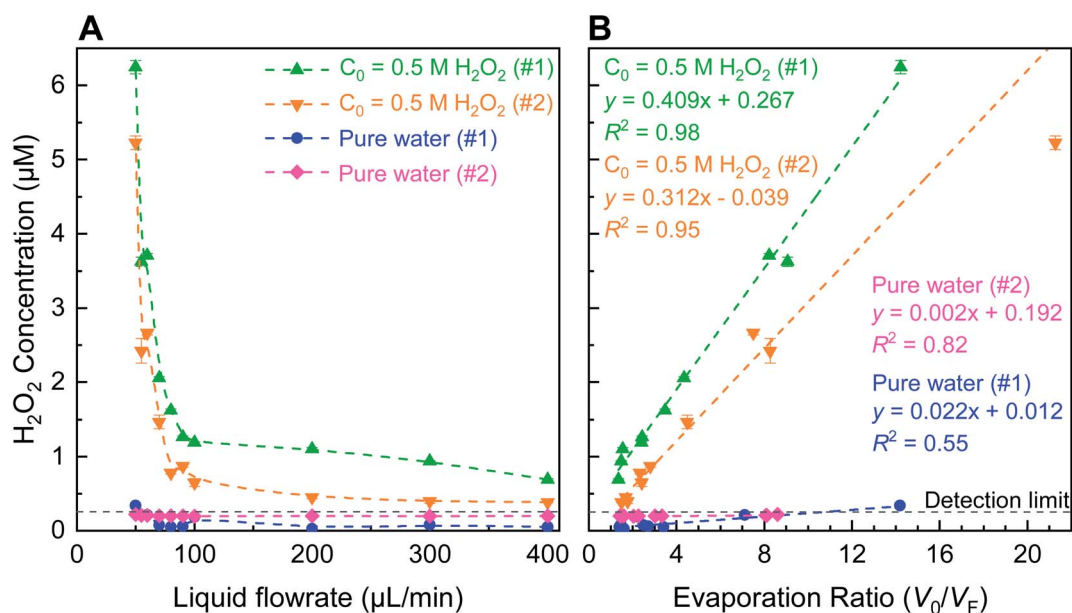 A
B
C₀ = 0.5 M H₂O₂ (#1)
C₀ = 0.5 M H₂O₂ (#2)
Pure water (#1)
Pure water (#2)
H₂O₂ Concentration (μM)
6
5
4
3
2
1
0
0 100 200 300 400
Liquid flowrate (μL/min)
C₀ = 0.5 M H₂O₂ (#1)
y = 0.409x + 0.267
R² = 0.98
C₀ = 0.5 M H₂O₂ (#2)
y = 0.312x - 0.039
R² = 0.95
Pure water (#2)
y = 0.002x + 0.192
R² = 0.82
Pure water (#1)
y = 0.022x + 0.012
R² = 0.55
Detection limit
0 4 8 12 16 20
Evaporation Ratio (V₀/V_F)